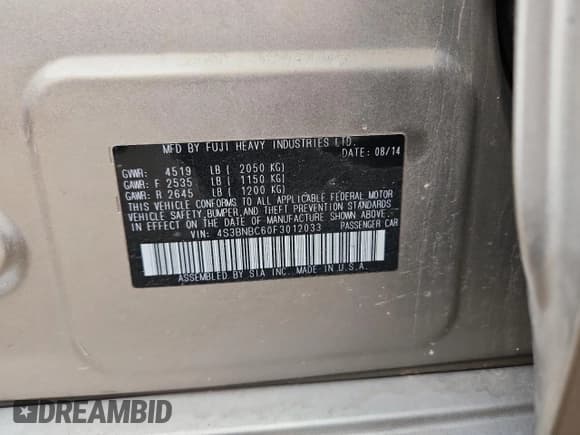 MFD BY FUJI HEAVY INDUSTRIES LTD.
DATE: 08/14
GVWR: 4519 LB ( 2050 KG)
GAWR: F 2535 LB ( 1150 KG)
GAWR: R 2645 LB ( 1200 KG)
THIS VEHICLE CONFORMS TO ALL APPLICABLE FEDERAL MOTOR
VEHICLE SAFETY, BUMPER, AND THEFT PREVENTION STANDARDS
IN EFFECT ON THE DATE OF MANUFACTURE SHOWN ABOVE.
VIN: 4S3BNBC60F3012033 PASSENGER CAR
ASSEMBLED BY SIA INC. MADE IN U.S.A.
DREAMBID